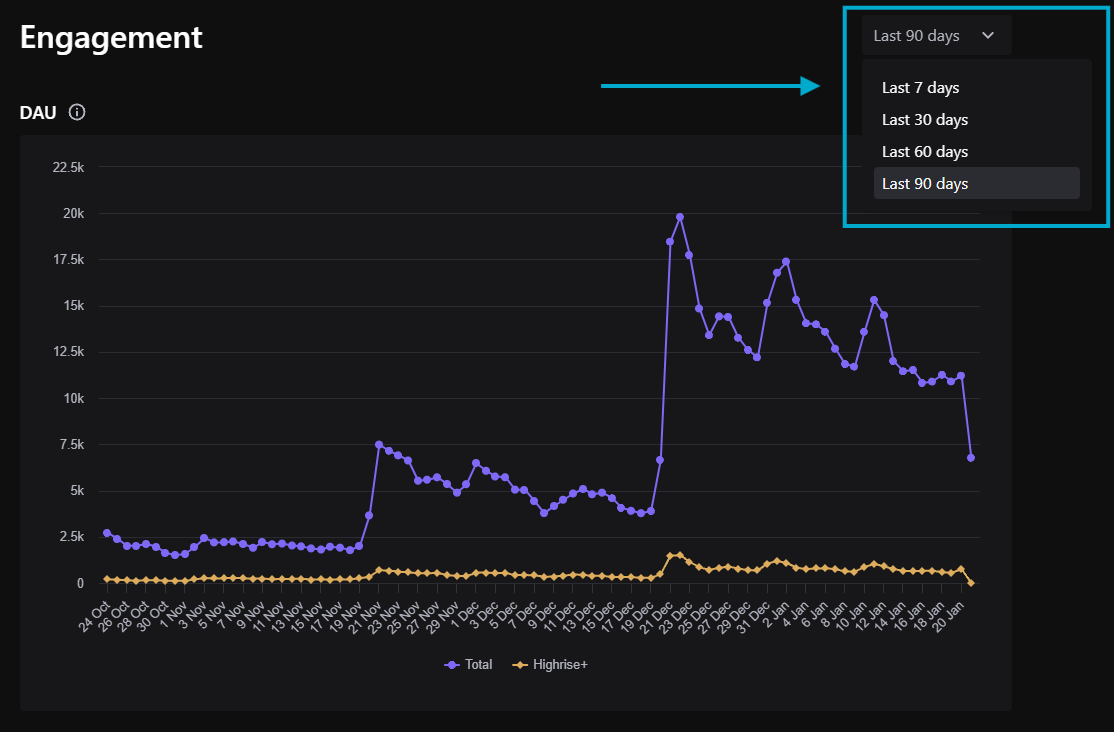 Engagement
Last 90 days
Last 7 days
Last 30 days
Last 60 days
Last 90 days
DAU
22.5k
20k
17.5k
15k
12.5k
10k
7.5k
5k
2.5k
0
24 Oct
26 Oct
28 Oct
30 Oct
1 Nov
3 Nov
5 Nov
7 Nov
9 Nov
11 Nov
13 Nov
15 Nov
17 Nov
19 Nov
21 Nov
23 Nov
25 Nov
27 Nov
29 Nov
1 Dec
3 Dec
5 Dec
7 Dec
9 Dec
11 Dec
13 Dec
15 Dec
17 Dec
19 Dec
21 Dec
23 Dec
25 Dec
27 Dec
29 Dec
31 Dec
2 Jan
4 Jan
6 Jan
8 Jan
10 Jan
12 Jan
14 Jan
16 Jan
18 Jan
20 Jan
Total
Highrise+